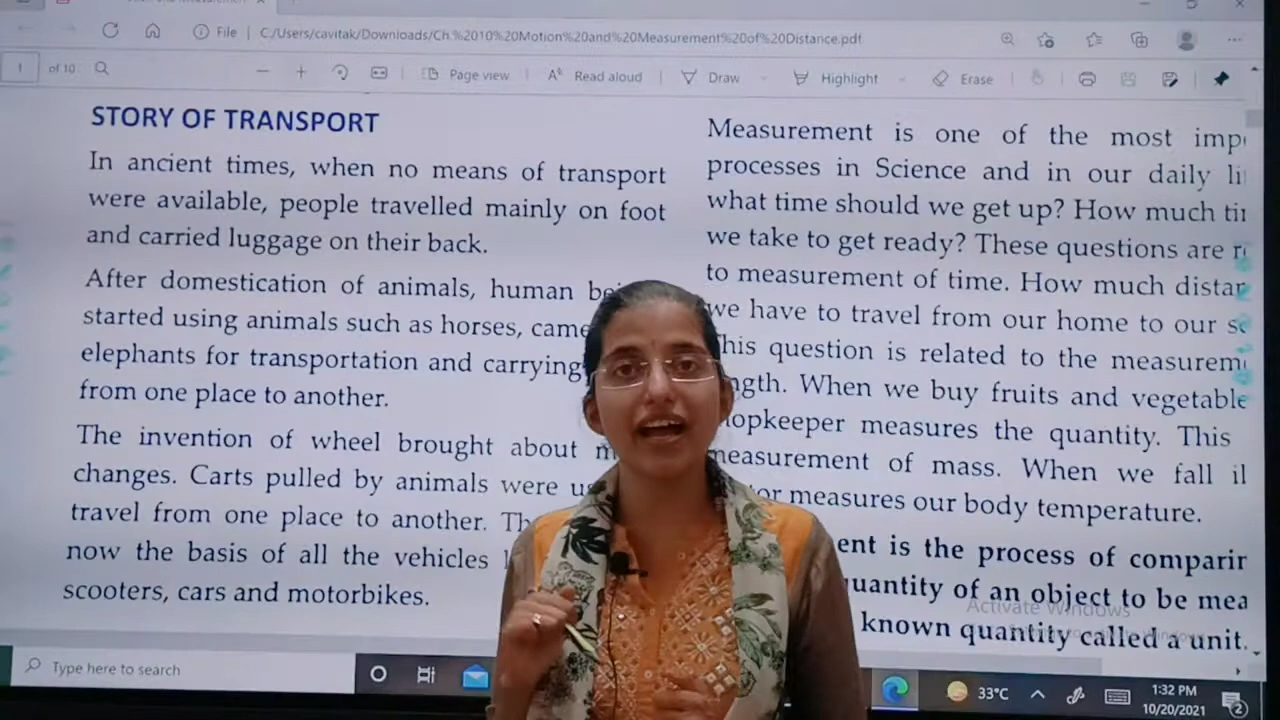 File
C:/Users/cavitak/Downloads/Ch.%2010%20Motion%20and%20Measurement%20of%20Distance.pdf
1 of 10
Page view
Read aloud
Draw
Highlight
Erase
STORY OF TRANSPORT
In ancient times, when no means of transport
were available, people travelled mainly on foot
and carried luggage on their back.
After domestication of animals, human
started using animals such as horses,
elephants for transportation and carrying
from one place to another.
The invention of wheel brought about
changes. Carts pulled by animals were
travel from one place to another.
now the basis of all the vehicles
scooters, cars and motorbikes.
Measurement is one of the most
processes in Science and in our daily
what time should we get up? How much
we take to get ready? These questions are
to measurement of time. How much
we have to travel from our home to our
This question is related to the
When we buy fruits and
measures the quantity. This
measurement of mass. When we fall
measures our body temperature.
is the process of
quantity of an object to be
known quantity called a unit.
Activate Windows
Type here to search
33°C
1:32 PM
10/20/2021
2